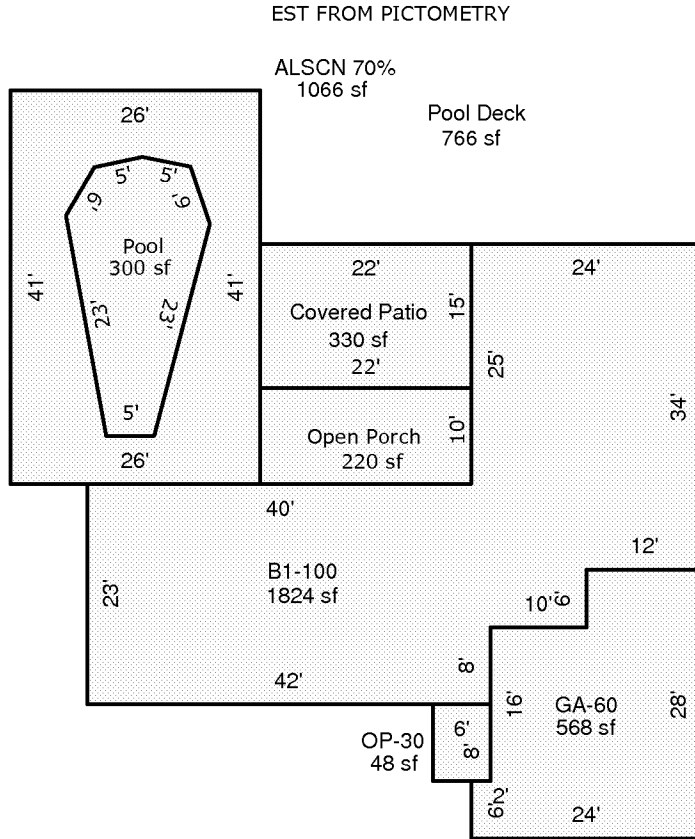 EST FROM PICTOMETRY
ALSCN 70%
1066 sf
Pool Deck
766 sf
26'
5'
5'
6'
6'
Pool
300 sf
41'
41'
23'
23'
5'
26'
22'
15'
Covered Patio
330 sf
22'
Open Porch
220 sf
10'
24'
25'
34'
40'
12'
B1-100
1824 sf
23'
10'
6'
8'
42'
16'
GA-60
568 sf
28'
OP-30
48 sf
6'
8'
6'
2'
24'